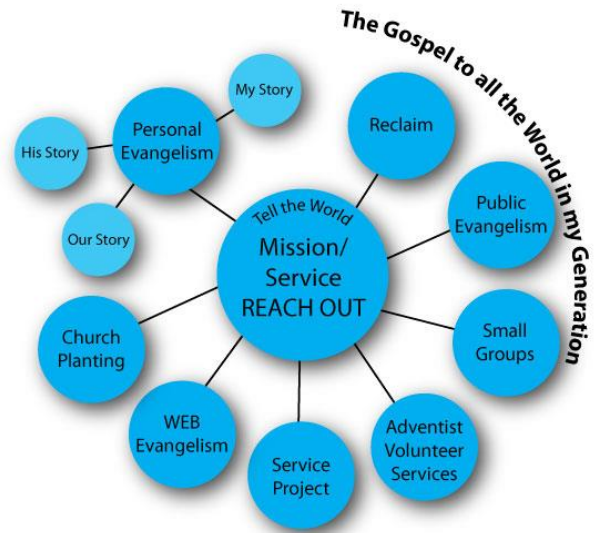 The Gospel to all the World in my Generation
My Story
Personal
Evangelism
His Story
Our Story
Reclaim
Public
Evangelism
Tell the World
Mission/
Service
REACH OUT
Small
Groups
Church
Planting
WEB
Evangelism
Service
Project
Adventist
Volunteer
Services